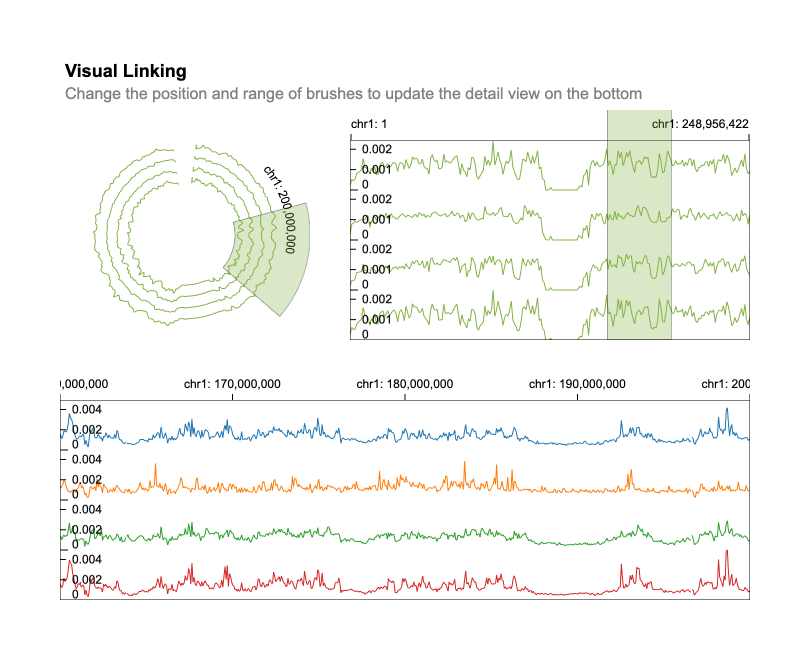 Visual Linking
Change the position and range of brushes to update the detail view on the bottom
chr1: 200,000,000
chr1: 1
chr1: 248,956,422
0.002
0.001
0
0.002
0.001
0
0.002
0.001
0
0.002
0.001
0
),000,000
chr1: 170,000,000
chr1: 180,000,000
chr1: 190,000,000
chr1: 200
0.004
0.002
0
0.004
0.002
0
0.004
0.002
0
0.004
0.002
0